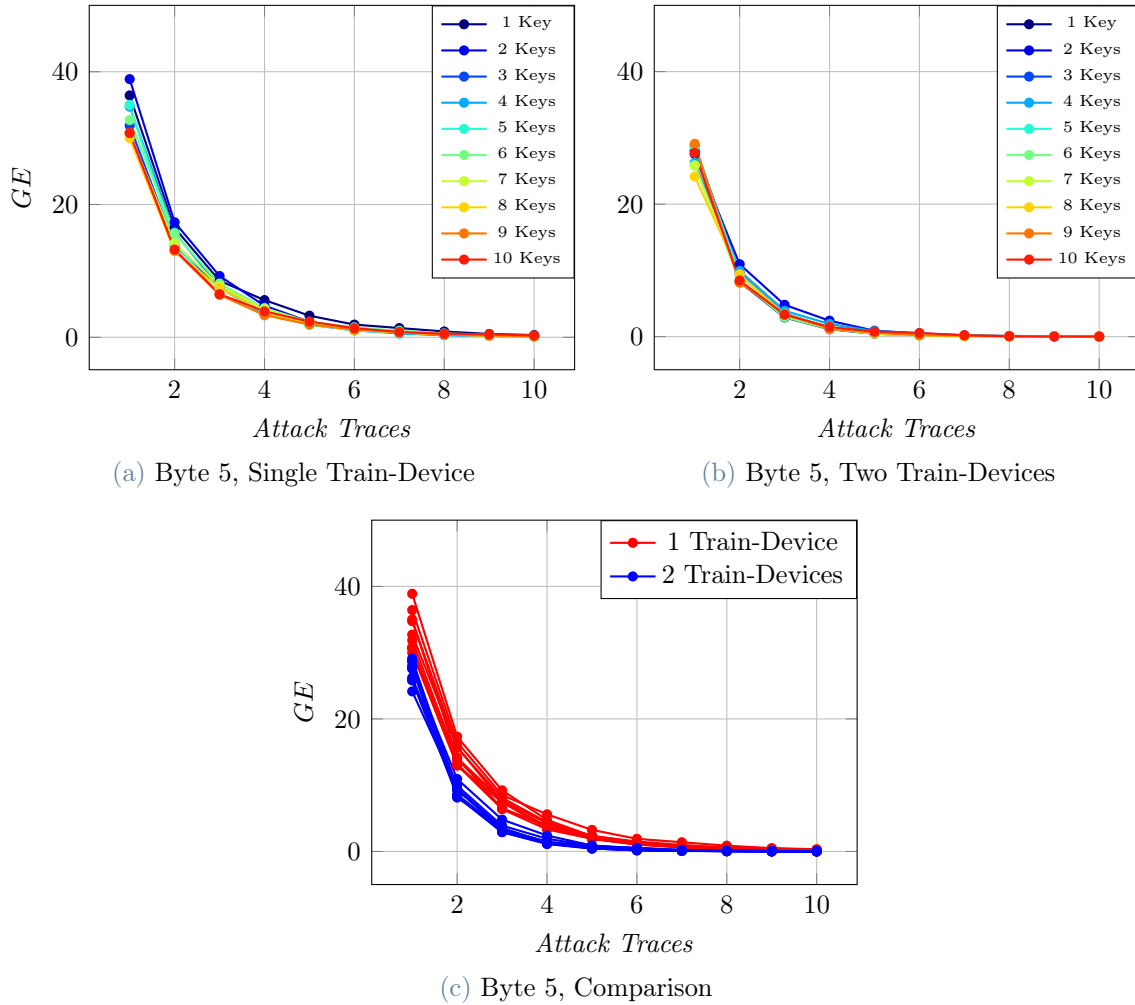 40
20
0
GE
2
4
6
8
10
Attack Traces
1 Key
2 Keys
3 Keys
4 Keys
5 Keys
6 Keys
7 Keys
8 Keys
9 Keys
10 Keys
(a) Byte 5, Single Train-Device
40
20
0
2
4
6
8
10
Attack Traces
1 Key
2 Keys
3 Keys
4 Keys
5 Keys
6 Keys
7 Keys
8 Keys
9 Keys
10 Keys
(b) Byte 5, Two Train-Devices
40
20
0
GE
2
4
6
8
10
Attack Traces
1 Train-Device
2 Train-Devices
(c) Byte 5, Comparison